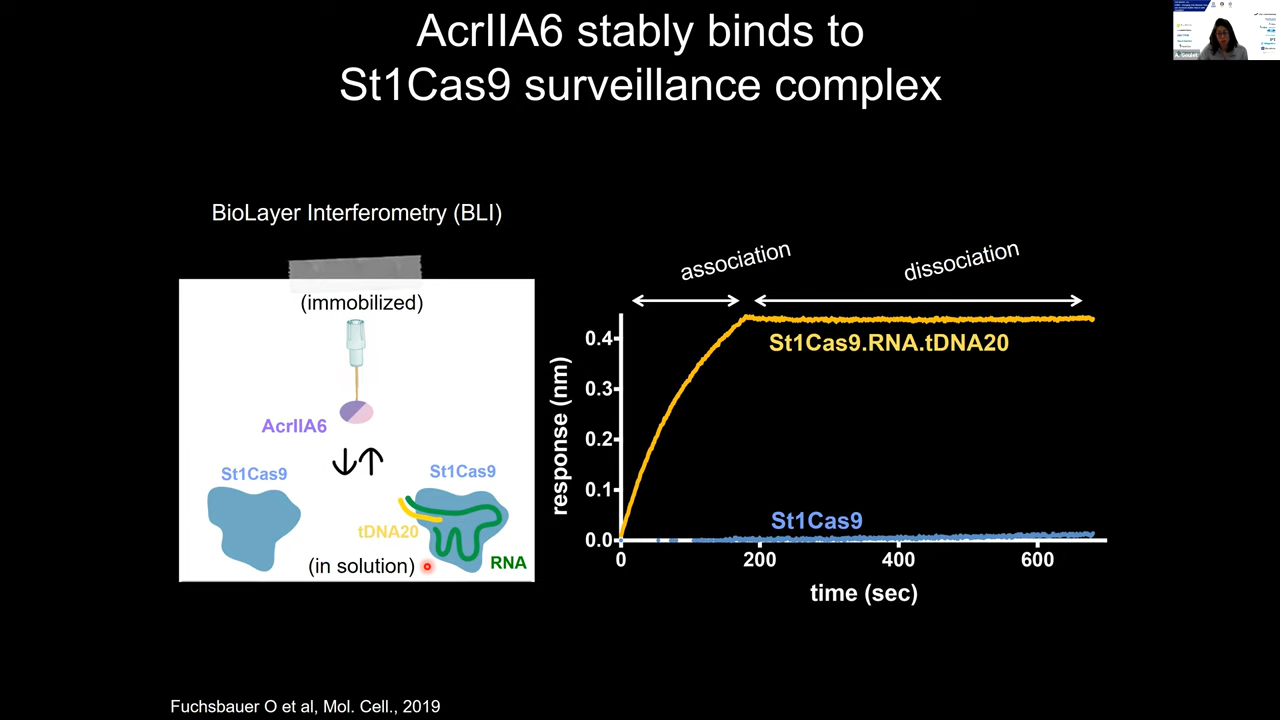 AcrIIA6 stably binds to
St1Cas9 surveillance complex
BioLayer Interferometry (BLI)
(immobilized)
AcrIIA6
St1Cas9
St1Cas9
tDNA20
(in solution)
RNA
association
dissociation
0.4
0.3
0.2
0.1
0.0
response (nm)
St1Cas9.RNA.tDNA20
St1Cas9
0
200
400
600
time (sec)
Fuchsbauer O et al, Mol. Cell., 2019